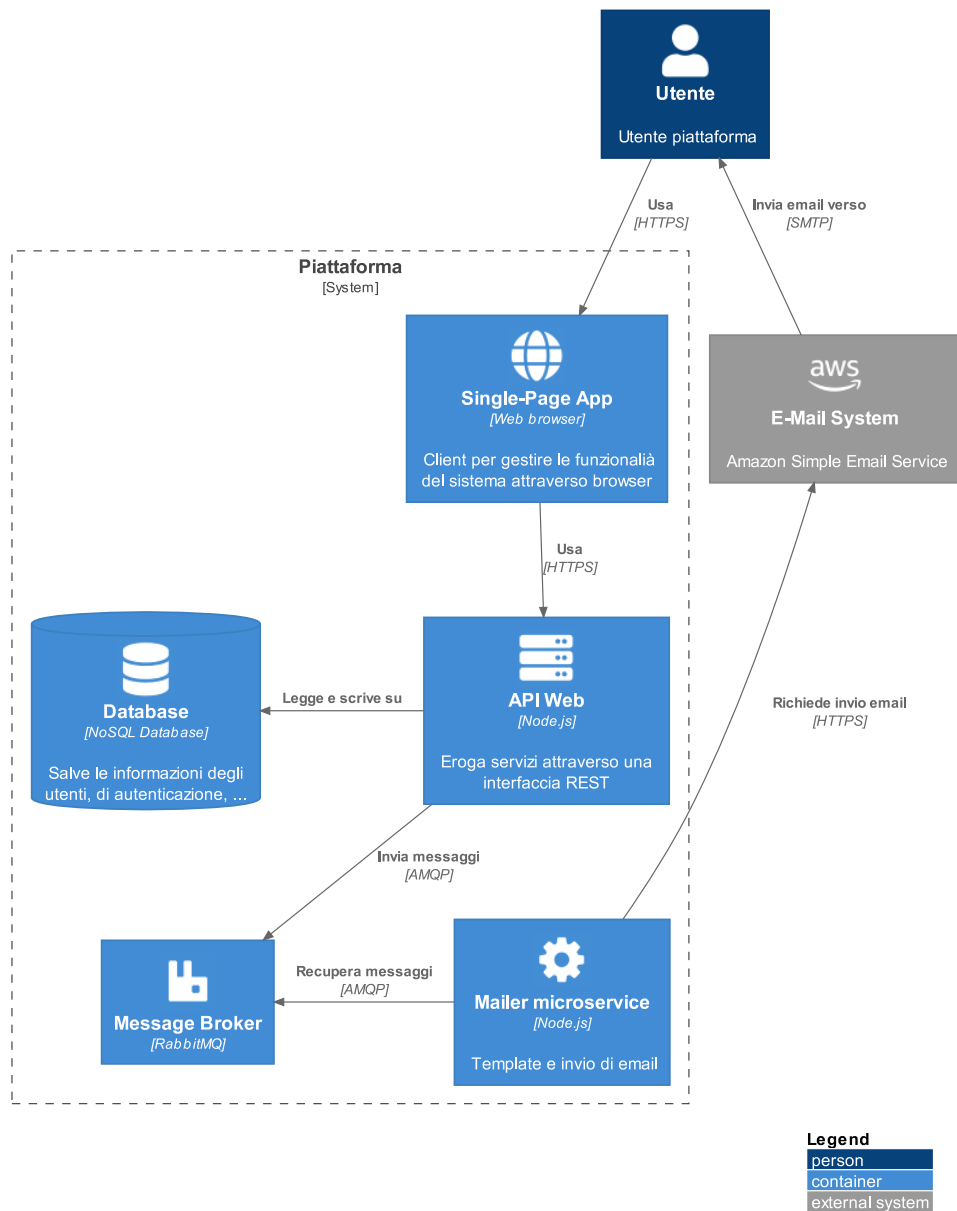 Utente
Utente piattaforma
Usa
[HTTPS]
Invia email verso
[SMTP]
Piattaforma
[System]
Single-Page App
[Web browser]
Client per gestire le funzionalià
del sistema attraverso browser
aws
E-Mail System
Amazon Simple Email Service
Usa
[HTTPS]
Database
[NoSQL Database]
Salve le informazioni degli
utenti, di autenticazione, ...
Legge e scrive su
API Web
[Node.js]
Eroga servizi attraverso una
interfaccia REST
Richiede invio email
[HTTPS]
Invia messaggi
[AMQP]
Message Broker
[RabbitMQ]
Recupera messaggi
[AMQP]
Mailer microservice
[Node.js]
Template e invio di email
Legend
person
container
external system